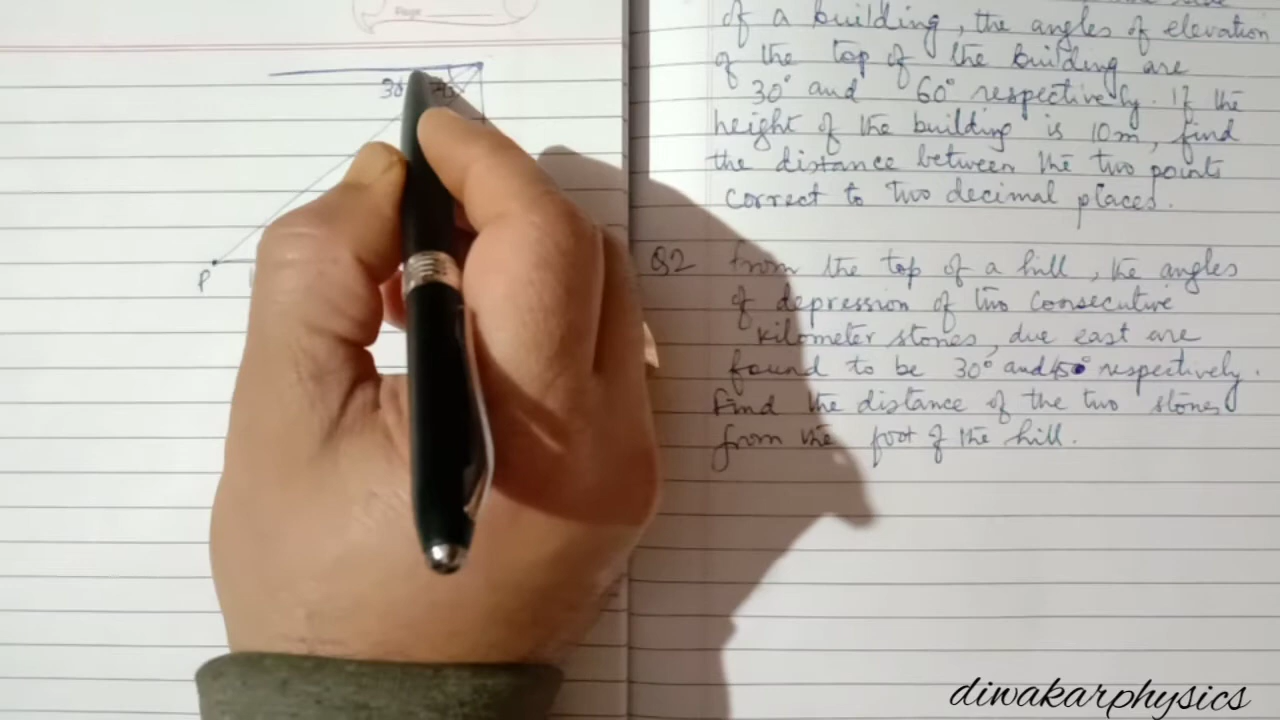 Page
30
P
of a building, the angles of elevation
of the top of the building are
30° and 60° respectively. If the
height of the building is 10m, find
the distance between the two points
correct to two decimal places.
Q2 from the top of a hill, the angles
of depression of two consecutive
kilometer stones, due east are
found to be 30° and 45° respectively.
Find the distance of the two stones
from the foot of the hill.
diwakarphysics